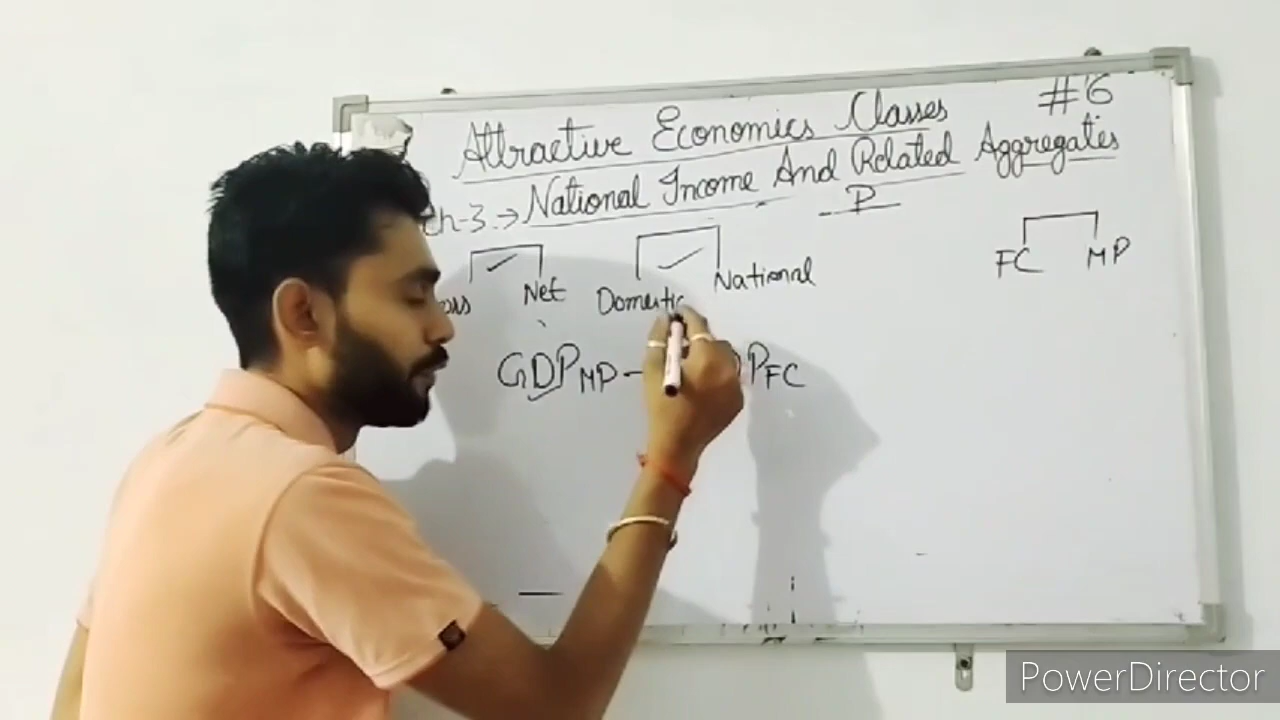 Attractive Economics Classes #6
Ch-3.→ National Income And Related Aggregates
P
Net
Domestic
National
FC MP
GDPMP - PFC
PowerDirector